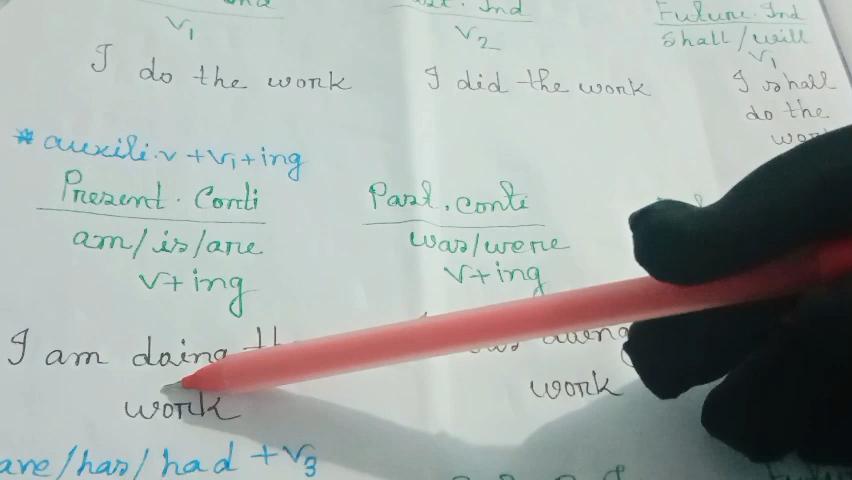 Future. Ind
V1
V2
Shall/will
V1
I do the work
I did the work
I shall
do the
* auxili.v +V1+ing
Present. Conti
Past. conti
am/is/are
was/were
V+ing
V+ing
I am doing
work
work
/has/had +V3